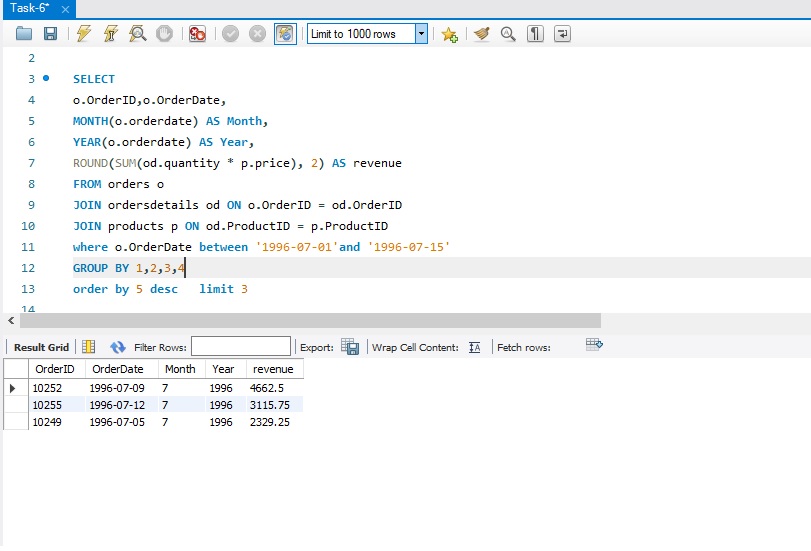 Task-6*
Limit to 1000 rows
2
3 SELECT
4 o.OrderID,o.OrderDate,
5 MONTH(o.orderdate) AS Month,
6 YEAR(o.orderdate) AS Year,
7 ROUND(SUM(od.quantity * p.price), 2) AS revenue
8 FROM orders o
9 JOIN ordersdetails od ON o.OrderID = od.OrderID
10 JOIN products p ON od.ProductID = p.ProductID
11 where o.OrderDate between '1996-07-01'and '1996-07-15'
12 GROUP BY 1,2,3,4
13 order by 5 desc limit 3
14
Result Grid Filter Rows: Export: Wrap Cell Content: Fetch rows:
OrderID OrderDate Month Year revenue
10252 1996-07-09 7 1996 4662.5
10255 1996-07-12 7 1996 3115.75
10249 1996-07-05 7 1996 2329.25